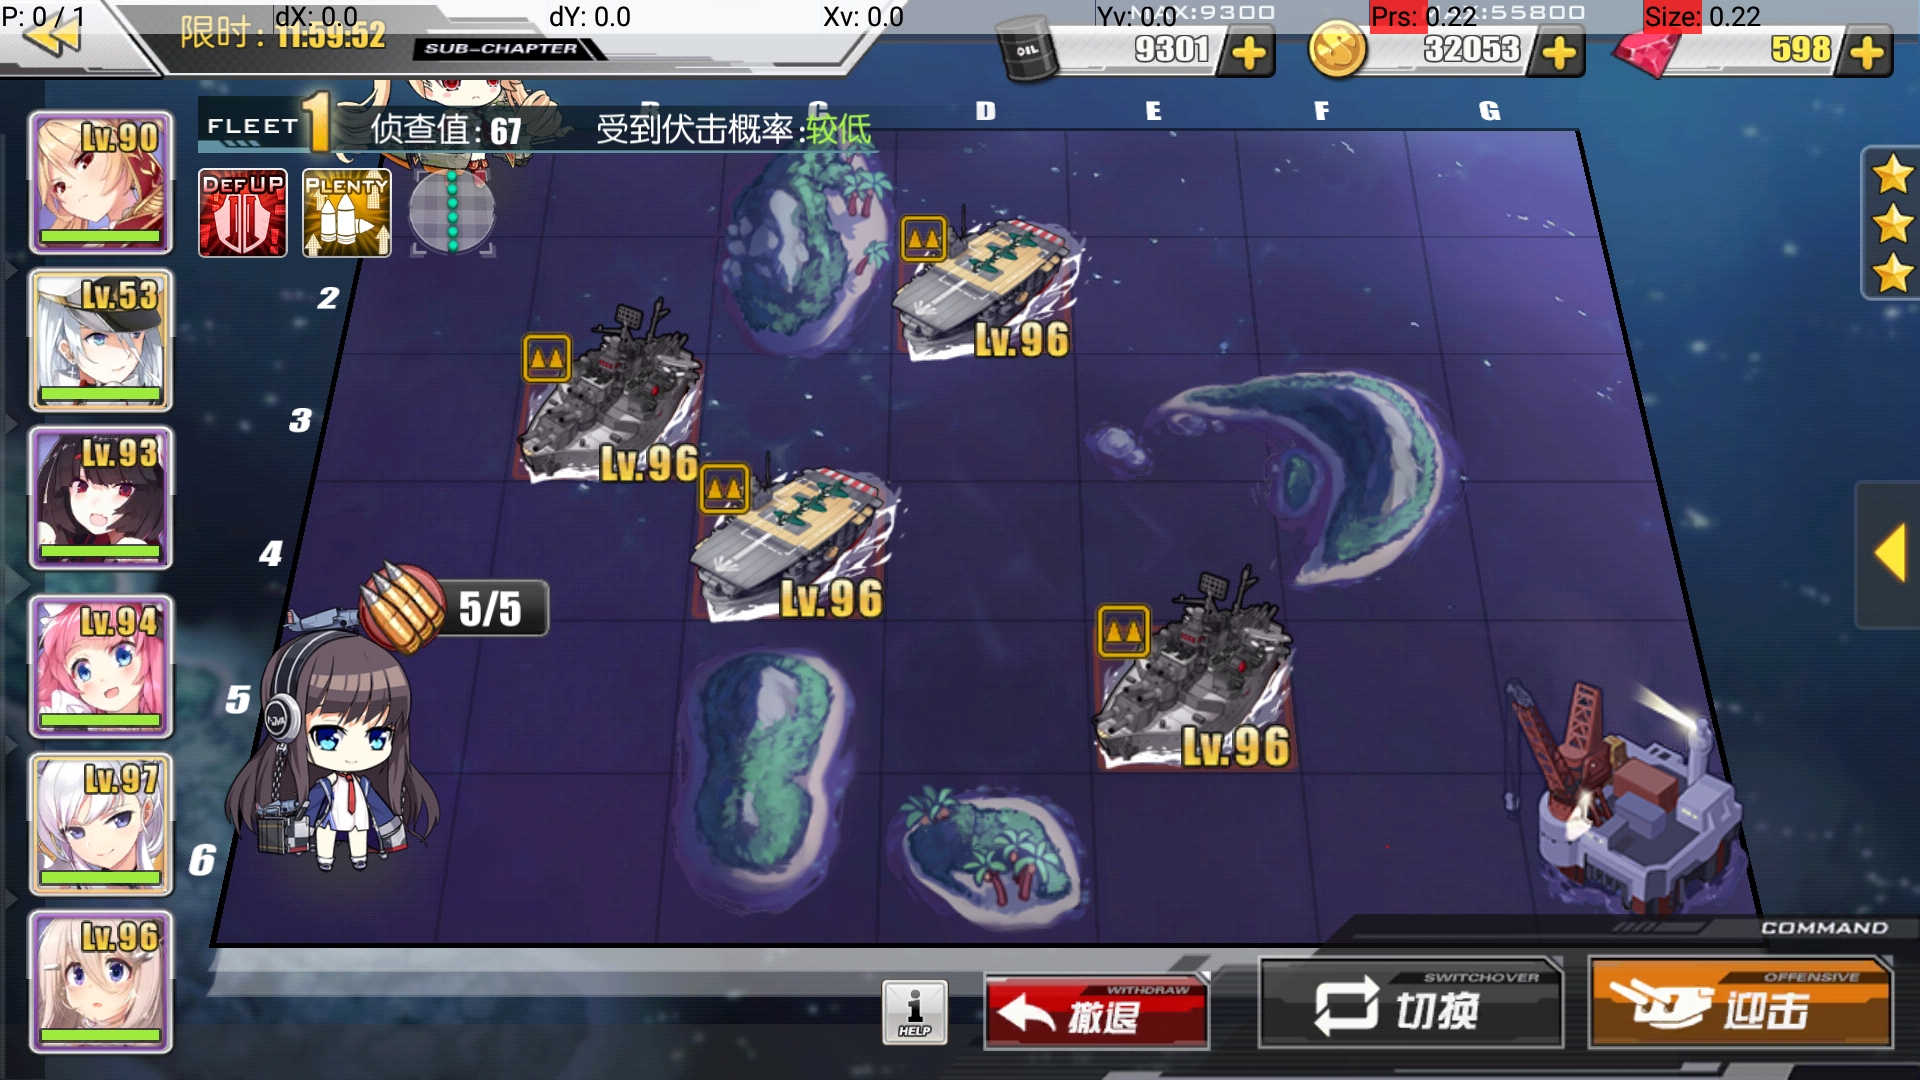 P: 0 / 1 dX: 0.0 dY: 0.0 Xv: 0.0 Yv: 0.0 Prs: 0.22 Size: 0.22
限时: 11:59:52
SUB-CHAPTER
MAX:9300
:55800
OIL
9301
32053
598
FLEET 1 侦查值: 67 受到伏击概率:较低
DEF UP
PLENTY
C D E F G
2
3
4
5
6
Lv.90
Lv.53
Lv.93
Lv.94
Lv.97
Lv.96
Lv.96
Lv.96
Lv.96
Lv.96
5/5
COMMAND
HELP
WITHDRAW
撤退
SWITCHOVER
切换
OFFENSIVE
迎击